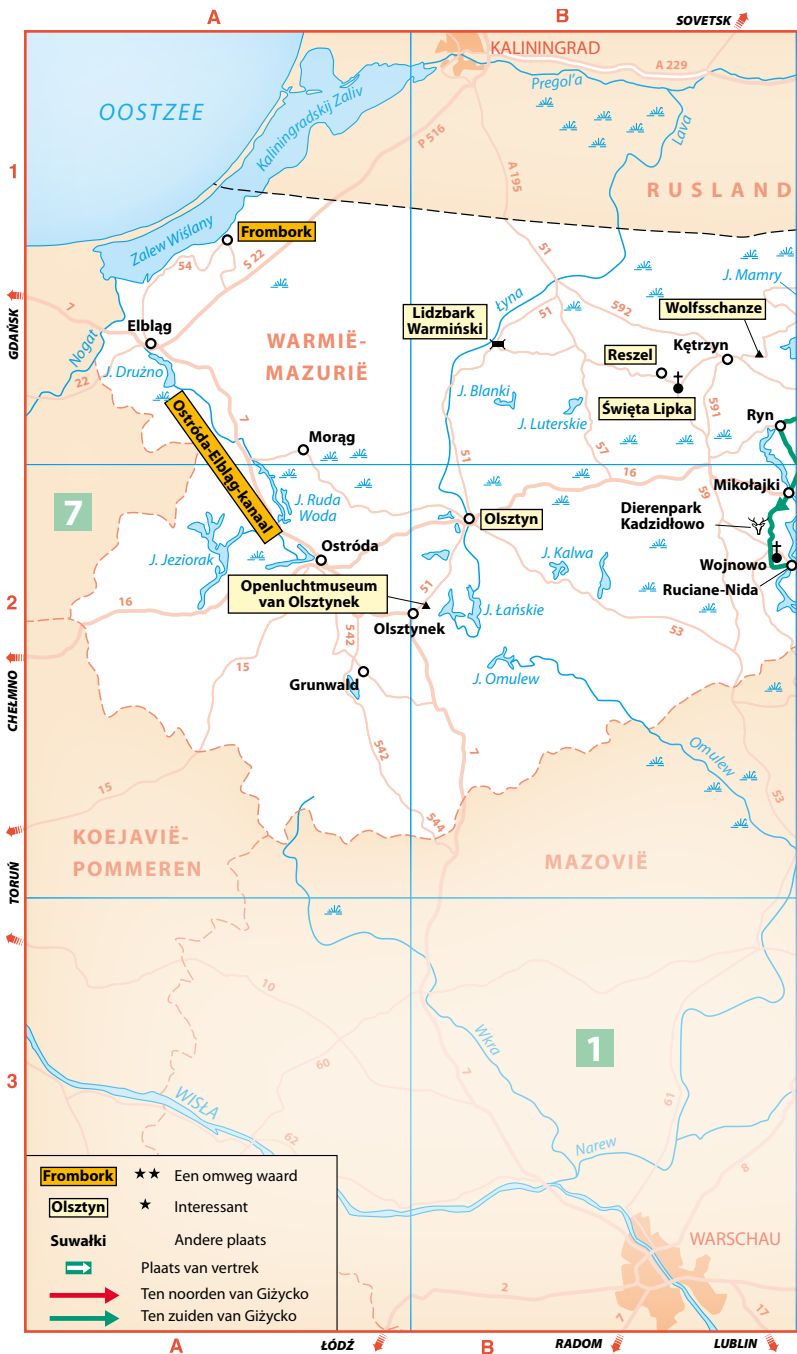 A
B
SOVETSK
KALININGRAD
A 229
OOSTZEE
Kaliningradskij Zaliv
Pregol'a
Lava
P 516
A 195
1
RUSLAND
Zalew Wiślany
Frombork
54
S 22
51
J. Mamry
7
GDAŃSK
Elbląg
Nogat
J. Drużno
22
WARMIË-
MAZURIË
Łyna
Lidzbark
Warmiński
51
592
Wolfsschanze
Reszel
Kętrzyn
Święta Lipka
591
J. Blanki
J. Luterskie
Ryn
7
Morąg
51
57
16
59
Ostróda-Elbląg-kanaal
7
J. Ruda
Woda
Mikołajki
Dierenpark
Kadzidłowo
Olsztyn
J. Jeziorak
Ostróda
J. Kalwa
Wojnowo
Ruciane-Nida
Openluchtmuseum
van Olsztynek
51
2
16
J. Łańskie
Olsztynek
53
542
15
Grunwald
J. Omulew
CHEŁMNO
542
7
Omulew
53
15
544
KOEJAVIË-
POMMEREN
MAZOVIË
TORUŃ
10
Wkra
1
3
60
7
61
WISŁA
62
Narew
8
WARSCHAU
2
7
17
Frombork
★★
Een omweg waard
Olsztyn
★
Interessant
Suwałki
Andere plaats
Plaats van vertrek
Ten noorden van Giżycko
Ten zuiden van Giżycko
A
ŁÓDŹ
B
RADOM
LUBLIN